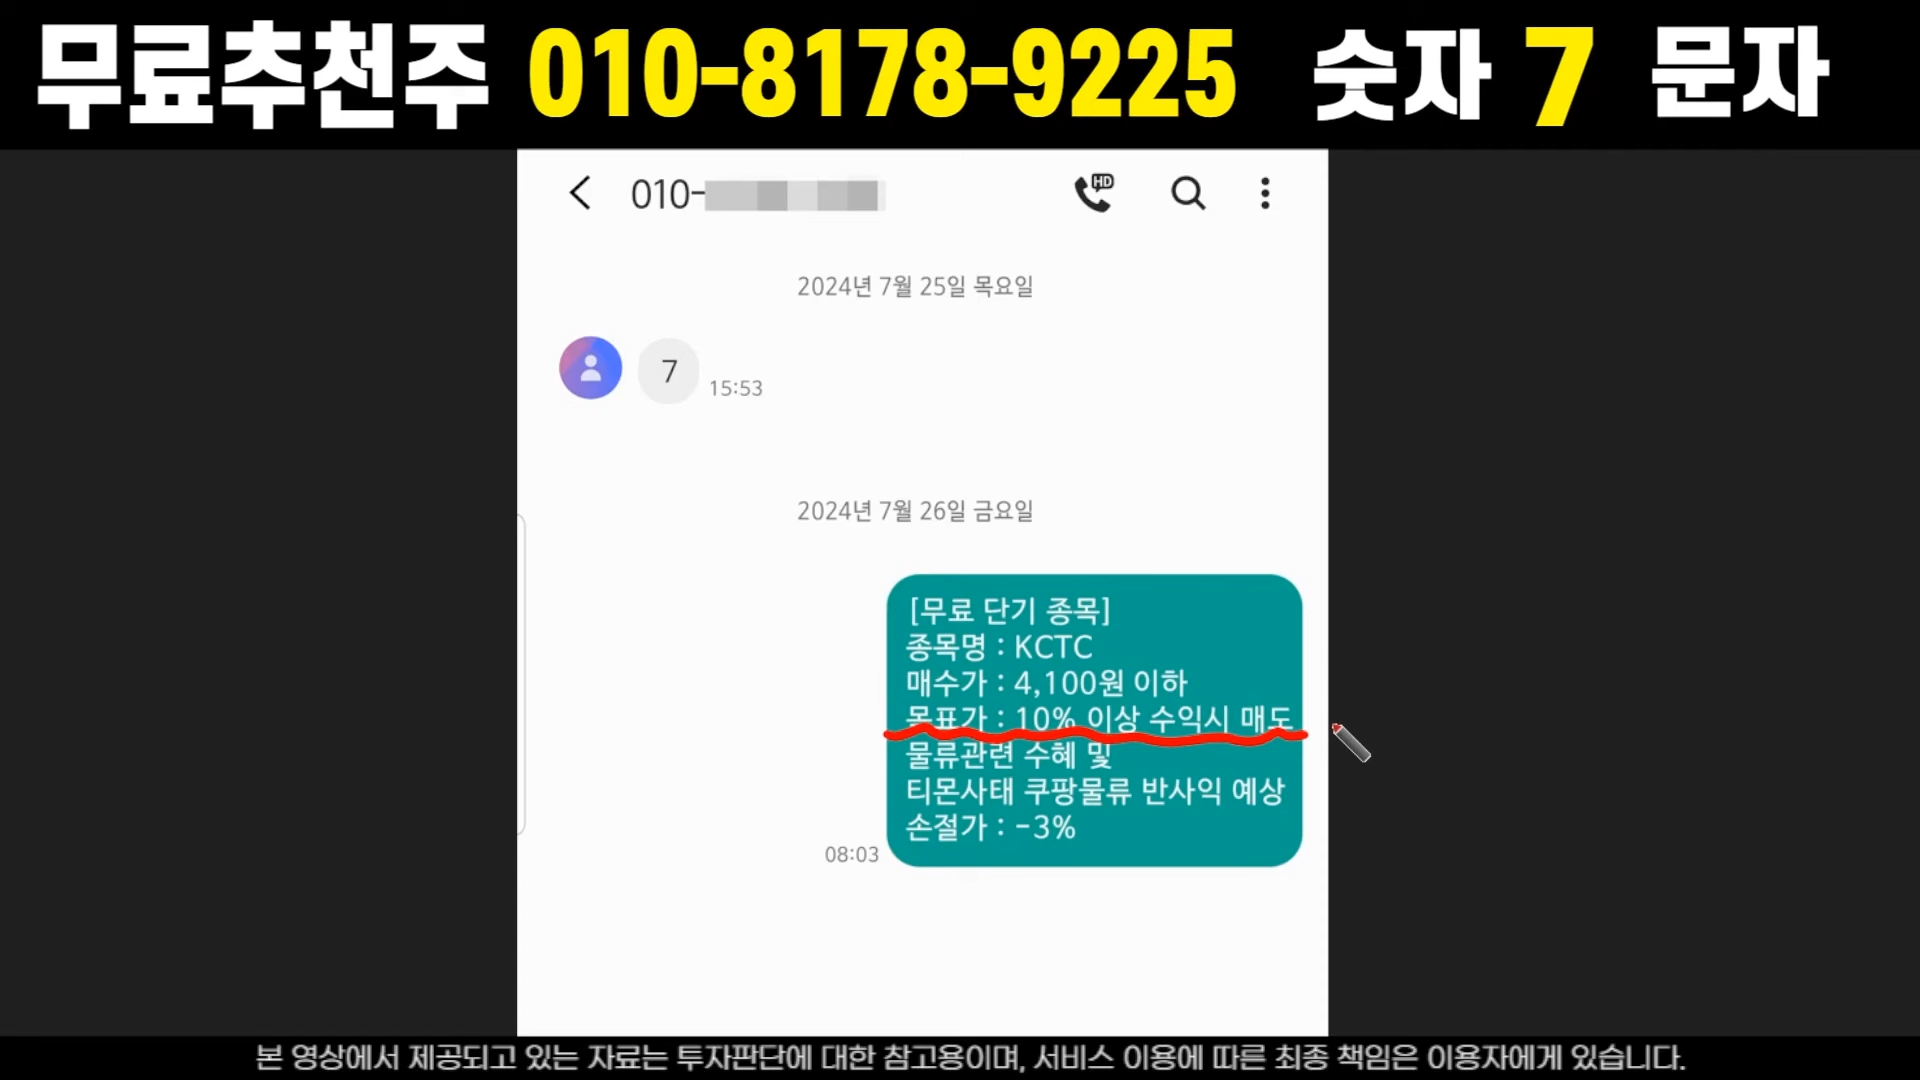 무료추천주 010-8178-9225 숫자 7 문자
010-
HD
2024년 7월 25일 목요일
7
15:53
2024년 7월 26일 금요일
[무료 단기 종목]
종목명 : KCTC
매수가 : 4,100원 이하
목표가 : 10% 이상 수익시 매도
물류관련 수혜 및
티몬사태 쿠팡물류 반사익 예상
손절가 : -3%
08:03
본 영상에서 제공되고 있는 자료는 투자판단에 대한 참고용이며, 서비스 이용에 따른 최종 책임은 이용자에게 있습니다.